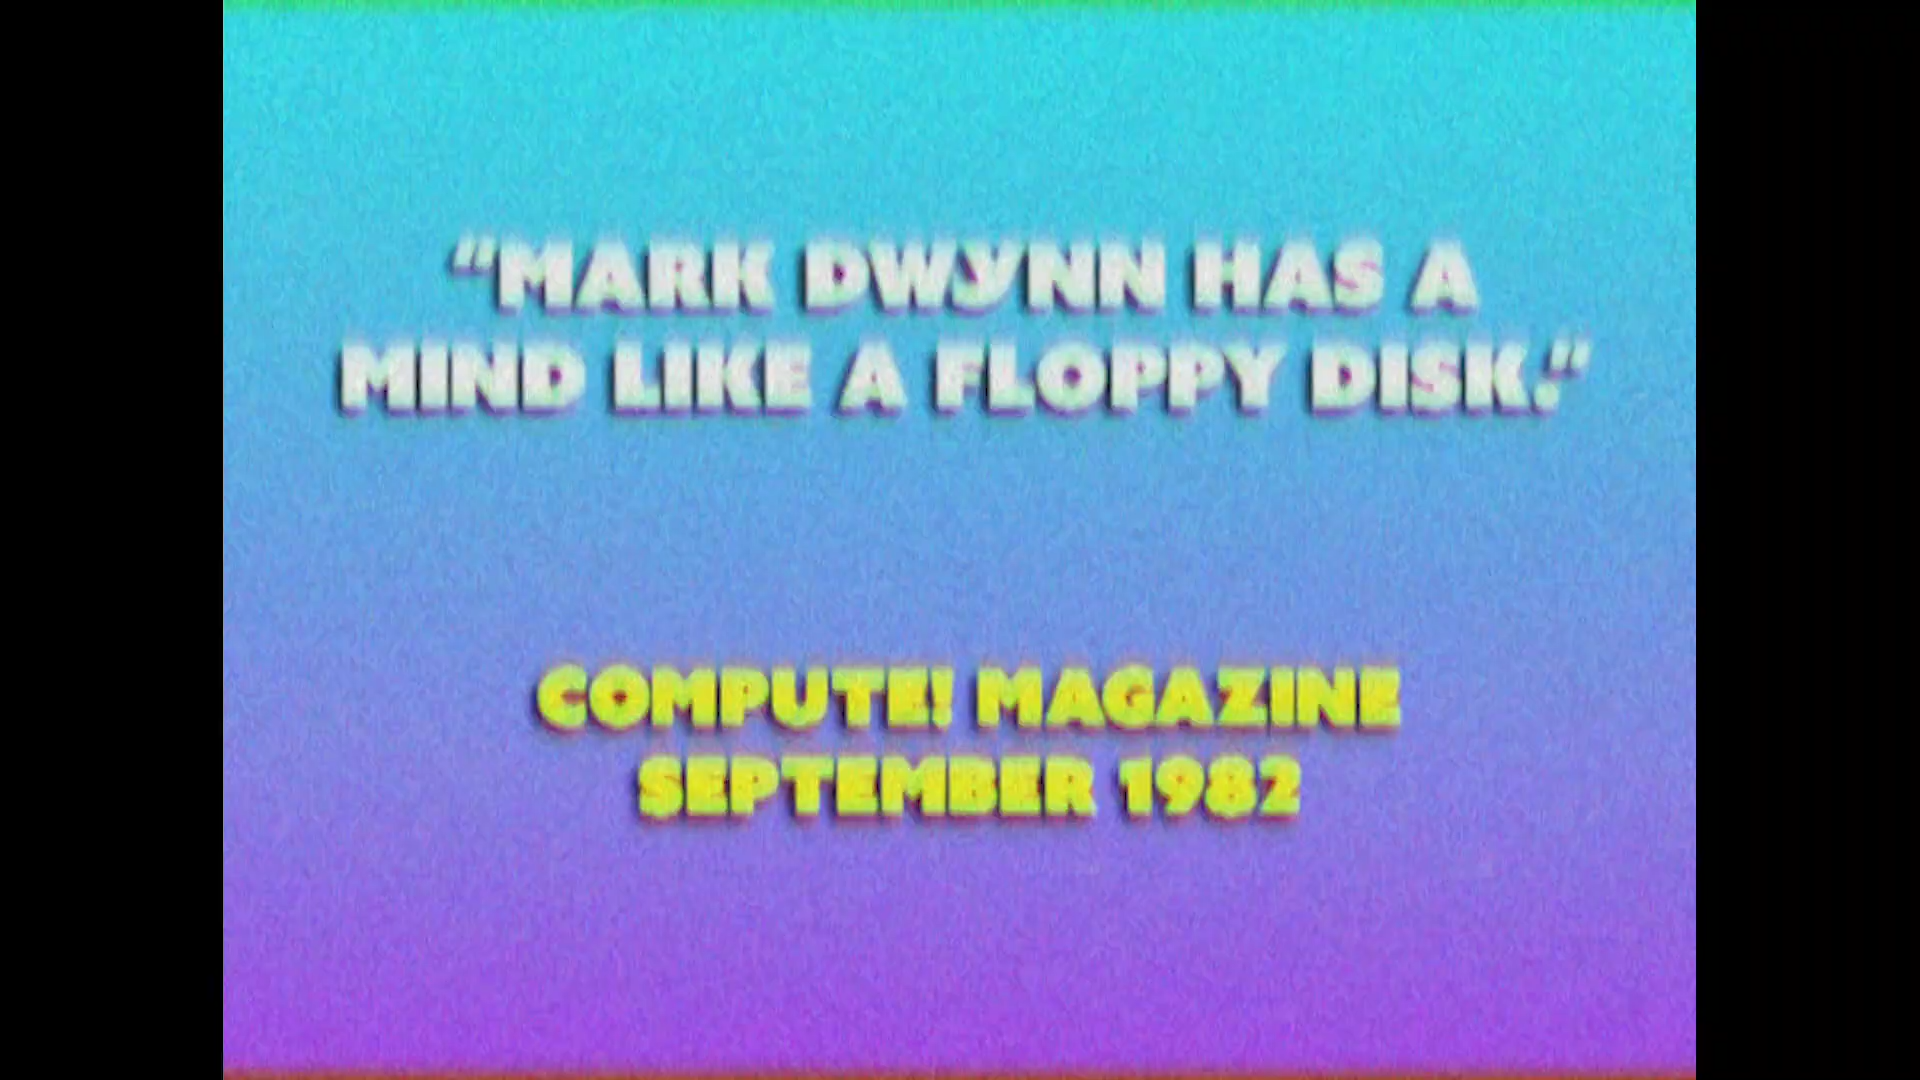 "MARK DWYNN HAS A
MIND LIKE A FLOPPY DISK."
COMPUTE! MAGAZINE
SEPTEMBER 1982